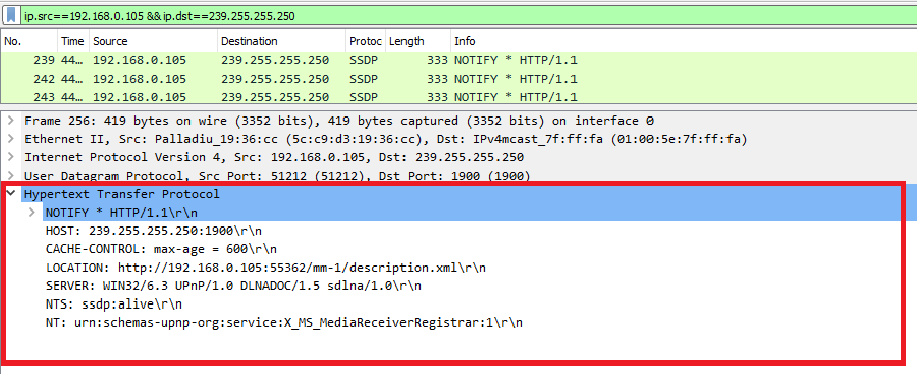 ip.src==192.168.0.105 &&ip.dst==239.255.255.250
No. Time Source Destination Protoc Length Info
239 44… 192.168.0.105 239.255.255.250 SSDP 333 NOTIFY * HTTP/1.1
242 44… 192.168.0.105 239.255.255.250 SSDP 333 NOTIFY * HTTP/1.1
243 44… 192.168.0.105 239.255.255.250 SSDP 333 NOTIFY * HTTP/1.1
Frame 256: 419 bytes on wire (3352 bits), 419 bytes captured (3352 bits) on interface 0
Ethernet II, Src: Palladiu_19:36:cc (5c:c9:d3:19:36:cc), Dst: IPv4mcast_7f:ff:fa (01:00:5e:7f:ff:fa)
Internet Protocol Version 4, Src: 192.168.0.105, Dst: 239.255.255.250
User Datagram Protocol, Src Port: 51212 (51212), Dst Port: 1900 (1900)
Hypertext Transfer Protocol
NOTIFY * HTTP/1.1\r\n
HOST: 239.255.255.250:1900\r\n
CACHE-CONTROL: max-age = 600\r\n
LOCATION: http://192.168.0.105:55362/mm-1/description.xml\r\n
SERVER: WIN32/6.3 UPnP/1.0 DLNADOC/1.5 sdlna/1.0\r\n
NTS: ssdp:alive\r\n
NT: urn:schemas-upnp-org:service:X_MS_MediaReceiverRegistrar:1\r\n